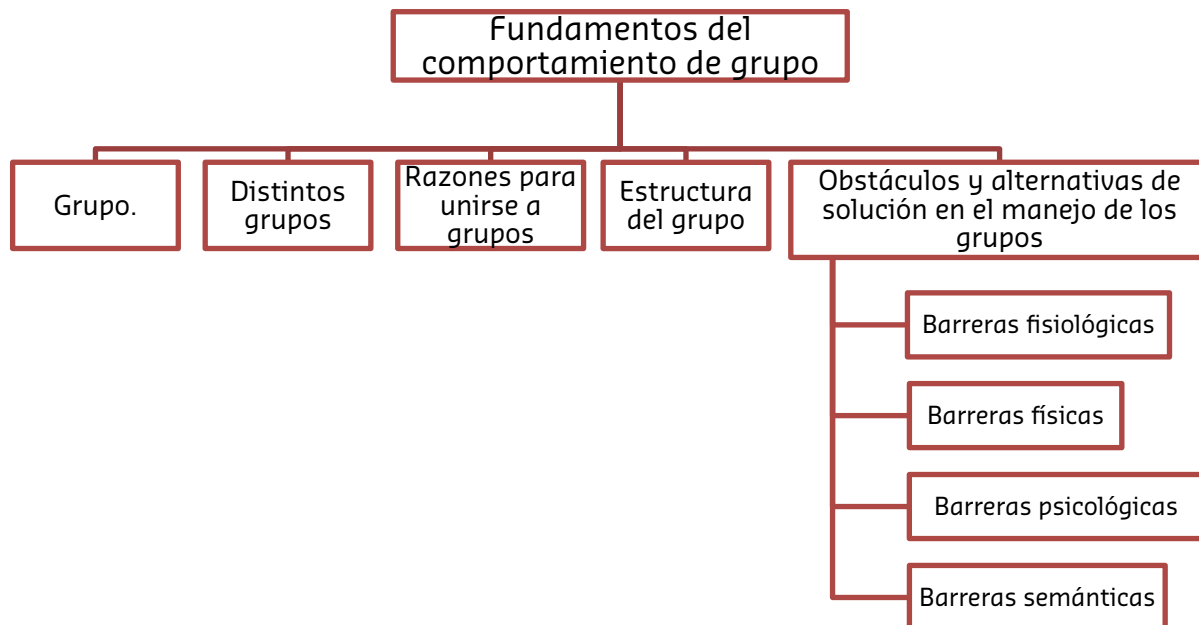 Fundamentos del
comportamiento de grupo
Grupo.
Distintos
grupos
Razones para
unirse a
grupos
Estructura
del grupo
Obstáculos y alternativas de
solución en el manejo de los
grupos
Barreras fisiológicas
Barreras físicas
Barreras psicológicas
Barreras semánticas